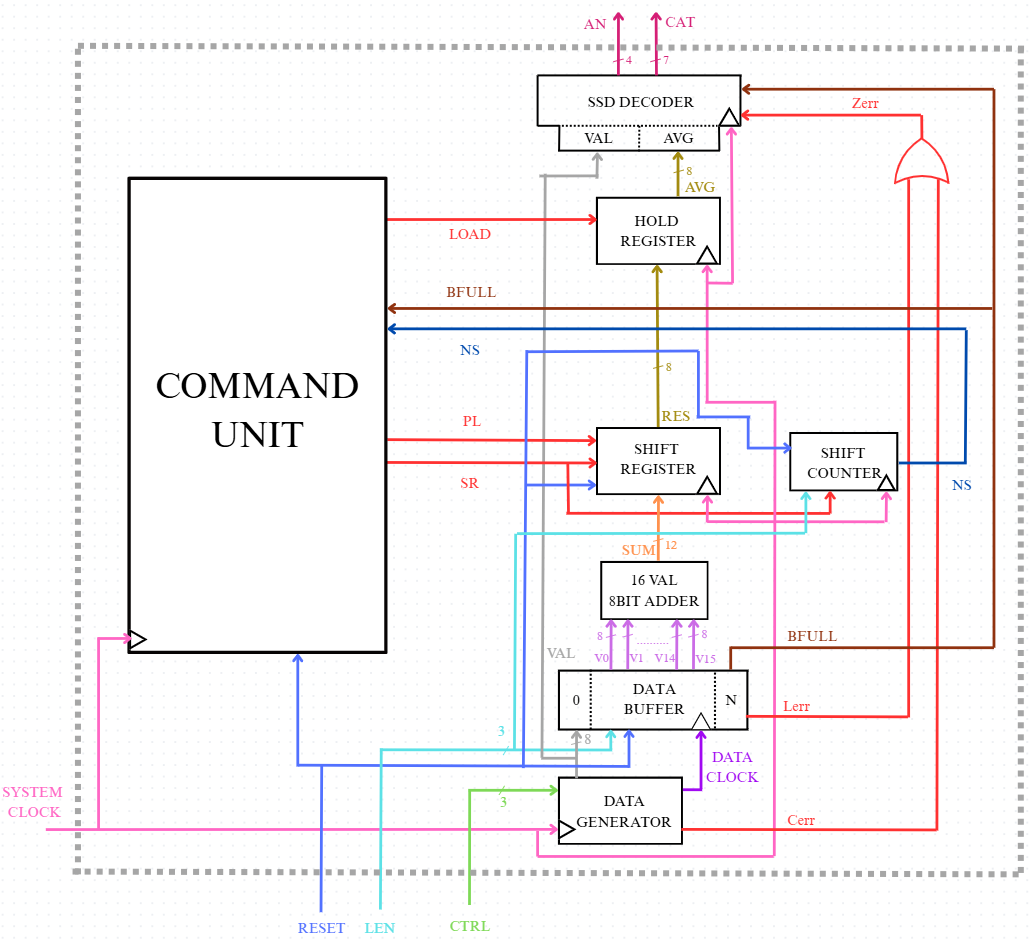 AN
CAT
4
7
SSD DECODER
Zerr
VAL
AVG
8
AVG
HOLD
REGISTER
LOAD
BFULL
NS
8
COMMAND
UNIT
RES
PL
SHIFT
REGISTER
SHIFT
COUNTER
SR
NS
SUM
12
16 VAL
8BIT ADDER
8
..........
8
BFULL
VAL
V0
V1
V14
V15
0
DATA
BUFFER
N
Lerr
3
8
DATA
CLOCK
SYSTEM
CLOCK
3
DATA
GENERATOR
Cerr
RESET
LEN
CTRL